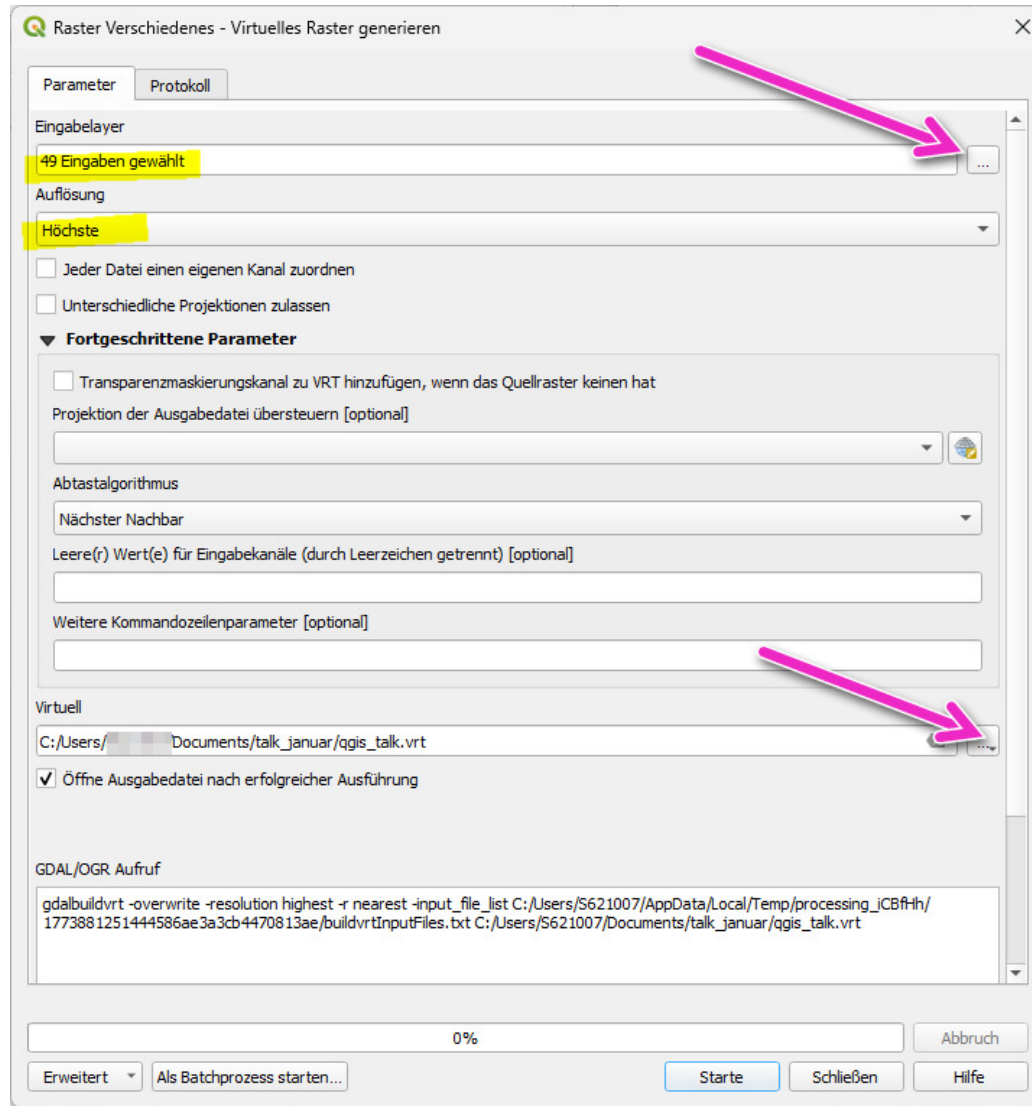 Raster Verschiedenes - Virtuelles Raster generieren
Parameter
Protokoll
Eingabelayer
49 Eingaben gewählt
...
Auflösung
Höchste
Jeder Datei einen eigenen Kanal zuordnen
Unterschiedliche Projektionen zulassen
Fortgeschrittene Parameter
Transparenzmaskierungskanal zu VRT hinzufügen, wenn das Quellraster keinen hat
Projektion der Ausgabedatei übersteuern [optional]
Abtastalgorithmus
Nächster Nachbar
Leere(r) Wert(e) für Eingabekanäle (durch Leerzeichen getrennt) [optional]
Weitere Kommandozeilenparameter [optional]
Virtuell
C:/Users/ Documents/talk_januar/qgis_talk.vrt
Öffne Ausgabedatei nach erfolgreicher Ausführung
GDAL/OGR Aufruf
gdalbuildvrt -overwrite -resolution highest -r nearest -input_file_list C:/Users/S621007/AppData/Local/Temp/processing_iCBfHh/
1773881251444586ae3a3cb4470813ae/buildvrtInputFiles.txt C:/Users/S621007/Documents/talk_januar/qgis_talk.vrt
0%
Abbruch
Erweitert
Als Batchprozess starten...
Starte
Schließen
Hilfe